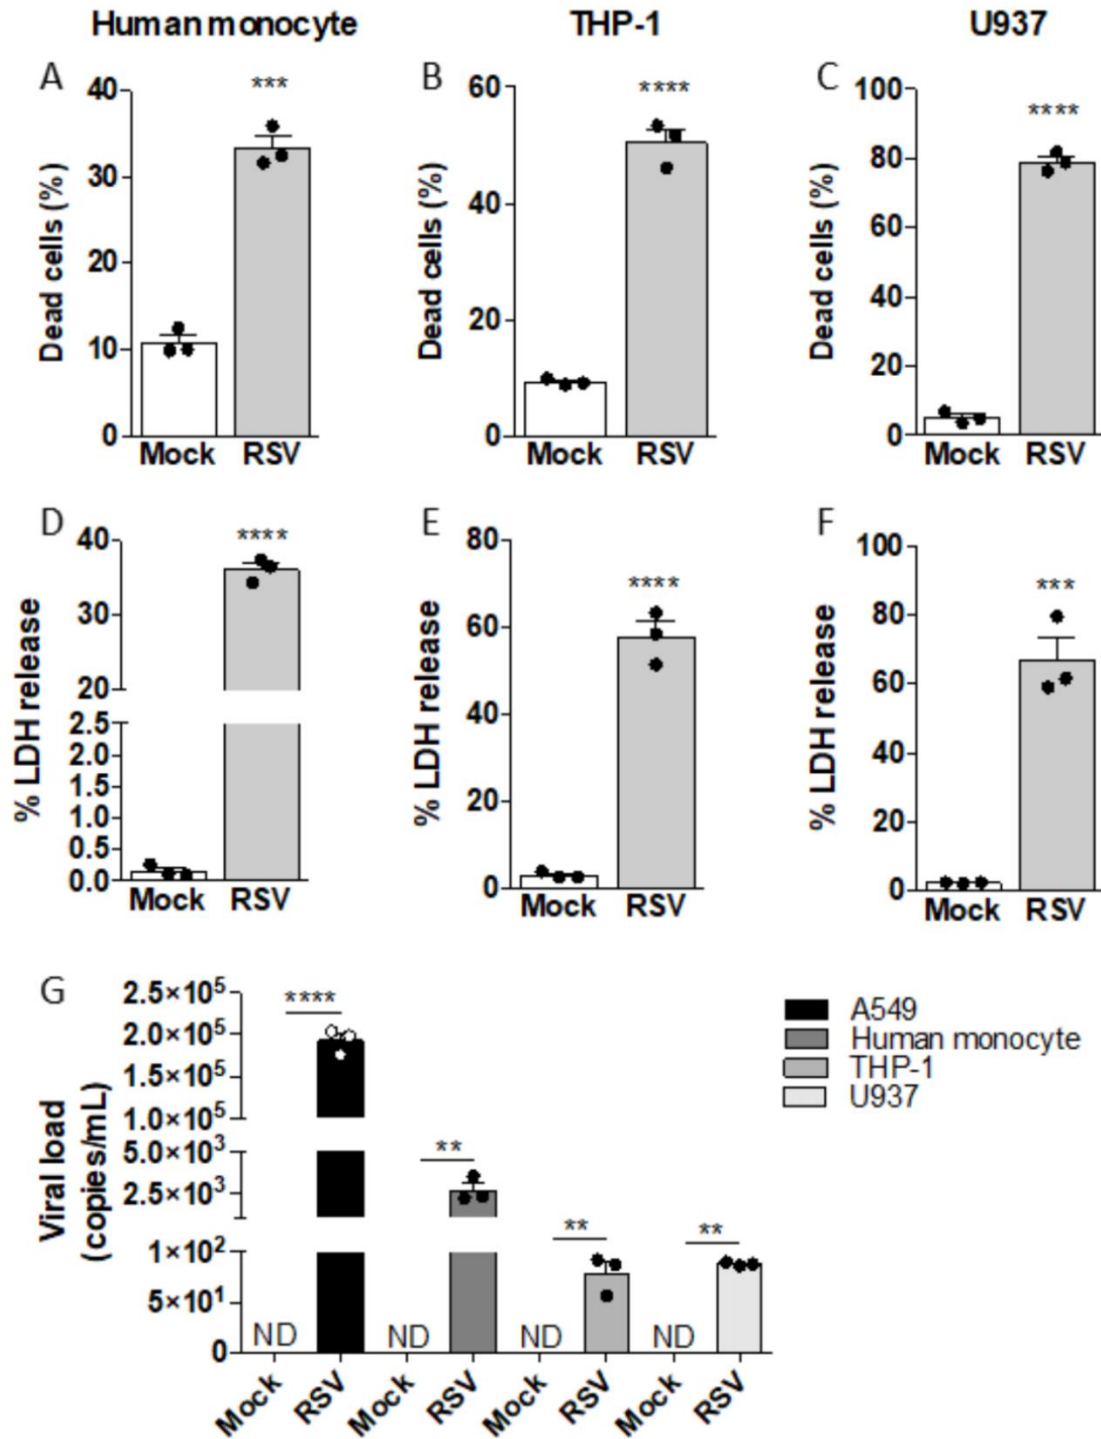 Human monocyte THP-1 U937
A B C
*** **** ****
40 60 100
30 40 80
20 20 60
10 0 40
0 20
0
Dead cells (%) Dead cells (%) Dead cells (%)
Mock RSV Mock RSV Mock RSV
D E F
**** **** ***
40 80 100
35 60 80
30 40 60
20 20 40
2.5 0 20
2.0 0
1.5
1.0
0.5
0.0
% LDH release % LDH release % LDH release
Mock RSV Mock RSV Mock RSV
G
2.5×10⁵
2.0×10⁵
1.5×10⁵
1.0×10⁵
5.0×10³
2.5×10³
1×10²
5×10¹
0
Viral load
(copies/mL)
**** ** ** **
ND ND ND ND
Mock RSV Mock RSV Mock RSV Mock RSV
A549
Human monocyte
THP-1
U937